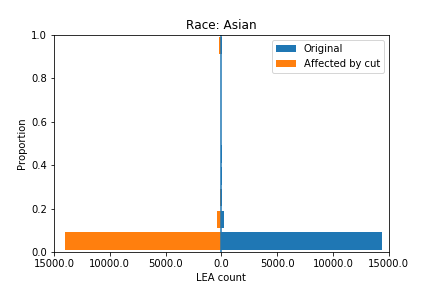 Race: Asian
Original
Affected by cut
1.0
0.8
0.6
0.4
0.2
0.0
Proportion
15000.0 10000.0 5000.0 0.0 5000.0 10000.0 15000.0
LEA count